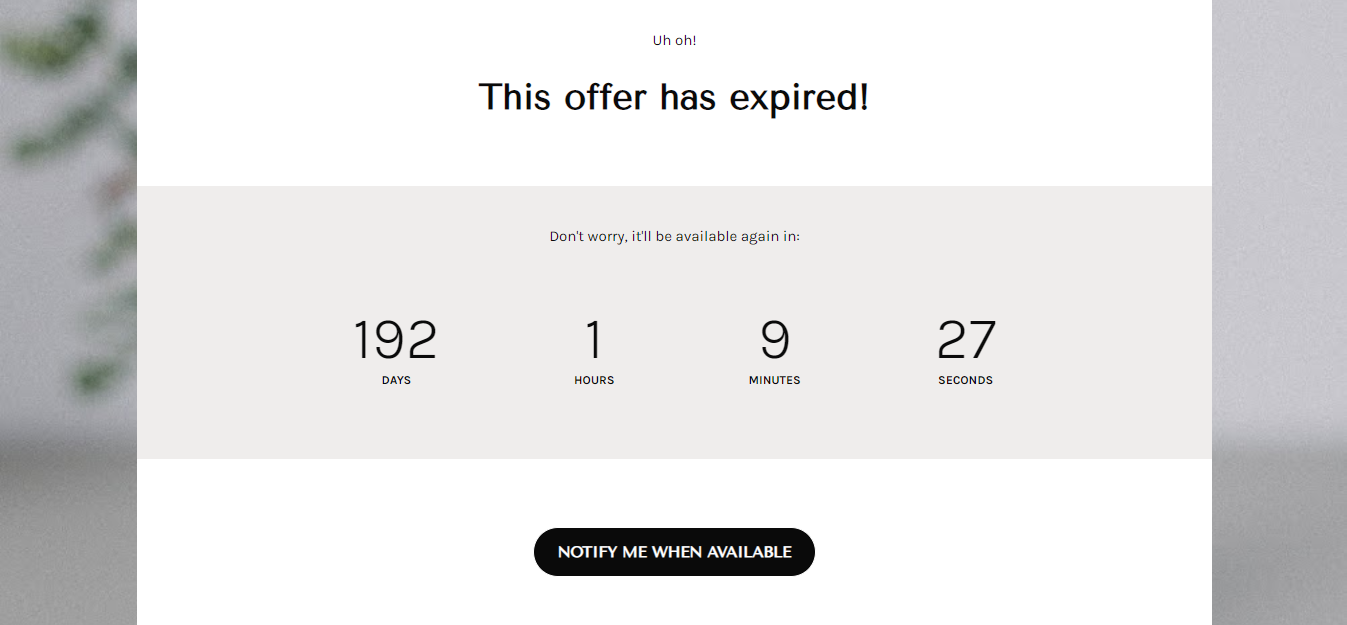 Uh oh!
This offer has expired!
Don't worry, it'll be available again in:
192 1 9 27
DAYS HOURS MINUTES SECONDS
NOTIFY ME WHEN AVAILABLE